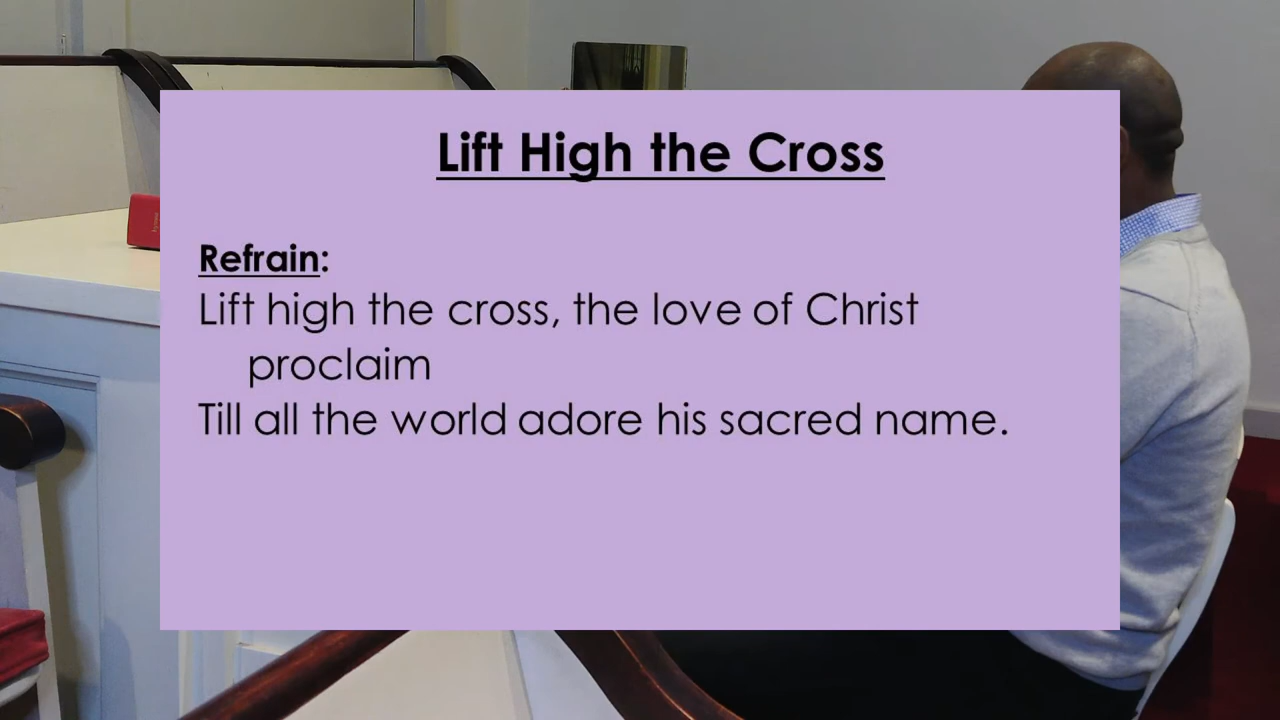 Lift High the Cross
Refrain:
Lift high the cross, the love of Christ
proclaim
Till all the world adore his sacred name.